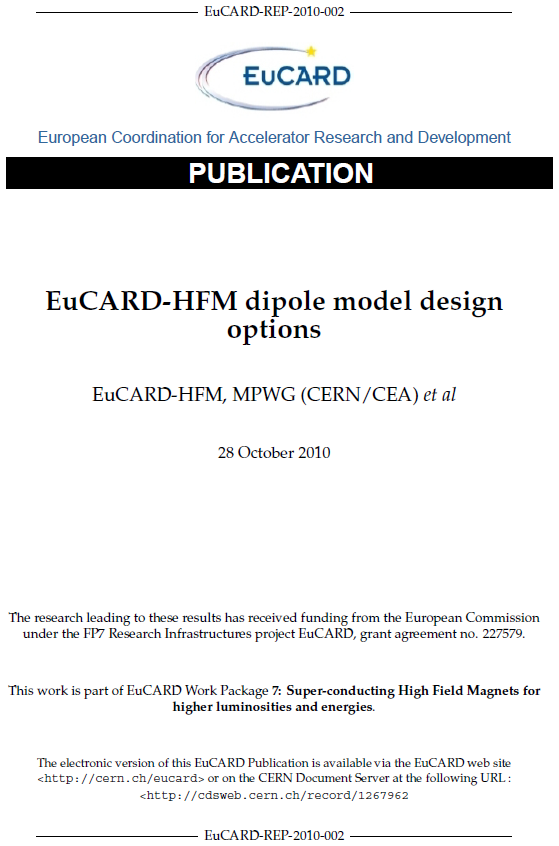 EuCARD-REP-2010-002
EuCARD
European Coordination for Accelerator Research and Development
PUBLICATION
EuCARD-HFM dipole model design
options
EuCARD-HFM, MPWG (CERN/CEA) et al
28 October 2010
The research leading to these results has received funding from the European Commission
under the FP7 Research Infrastructures project EuCARD, grant agreement no. 227579.
This work is part of EuCARD Work Package 7: Super-conducting High Field Magnets for
higher luminosities and energies.
The electronic version of this EuCARD Publication is available via the EuCARD web site
<http://cern.ch/eucard> or on the CERN Document Server at the following URL :
<http://cdsweb.cern.ch/record/1267962
EuCARD-REP-2010-002